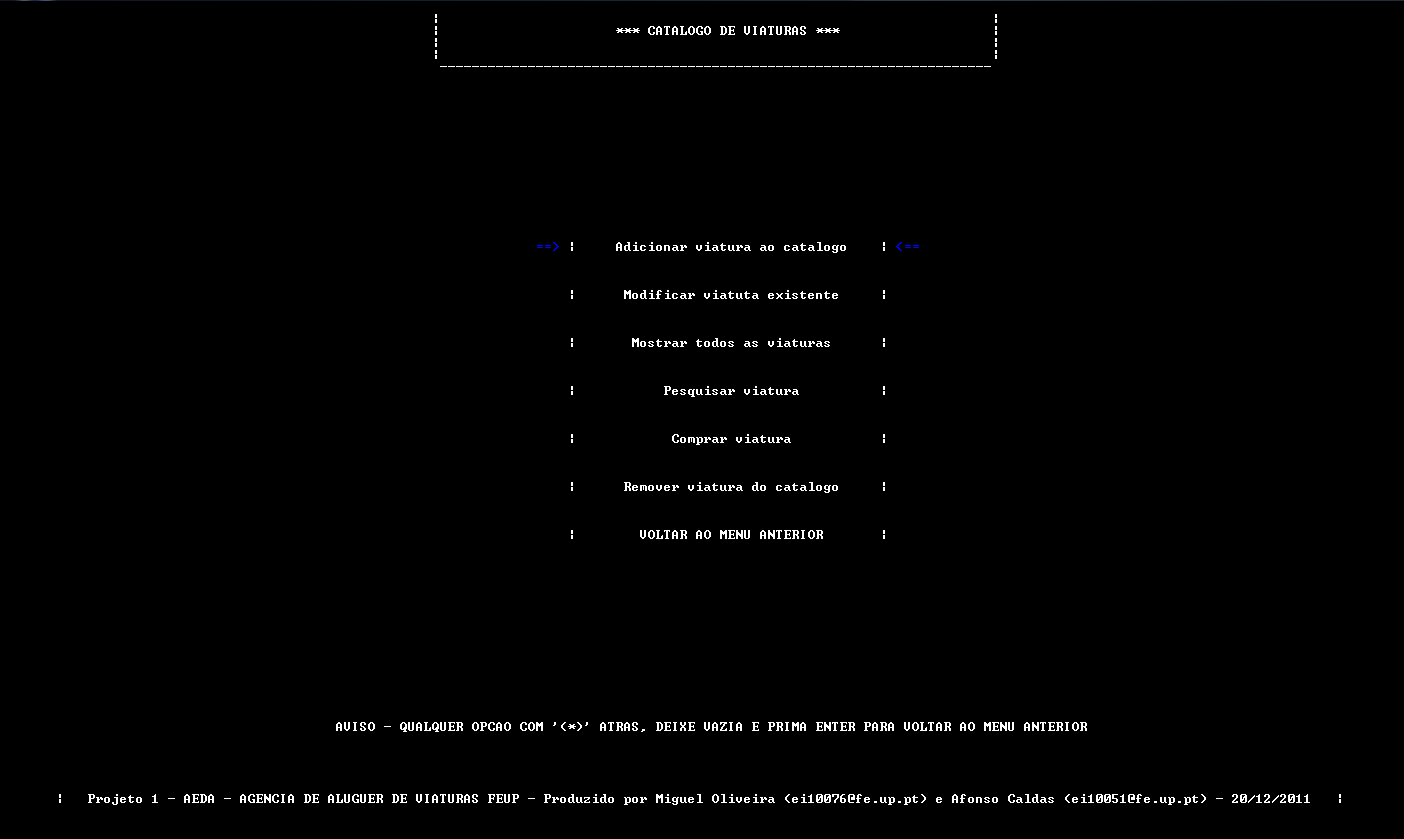 *** CATALOGO DE VIATURAS ***
==> | Adicionar viatura ao catalogo | <==
| Modificar viatuta existente |
| Mostrar todos as viaturas |
| Pesquisar viatura |
| Comprar viatura |
| Remover viatura do catalogo |
| VOLTAR AO MENU ANTERIOR |
AVISO - QUALQUER OPCAO COM '(*)' ATRAS, DEIXE VAZIA E PRIMA ENTER PARA VOLTAR AO MENU ANTERIOR
| Projeto 1 - AEDA - AGENCIA DE ALUGUER DE VIATURAS FEUP - Produzido por Miguel Oliveira (ei10076@fe.up.pt) e Afonso Caldas (ei10051@fe.up.pt) - 20/12/2011 |